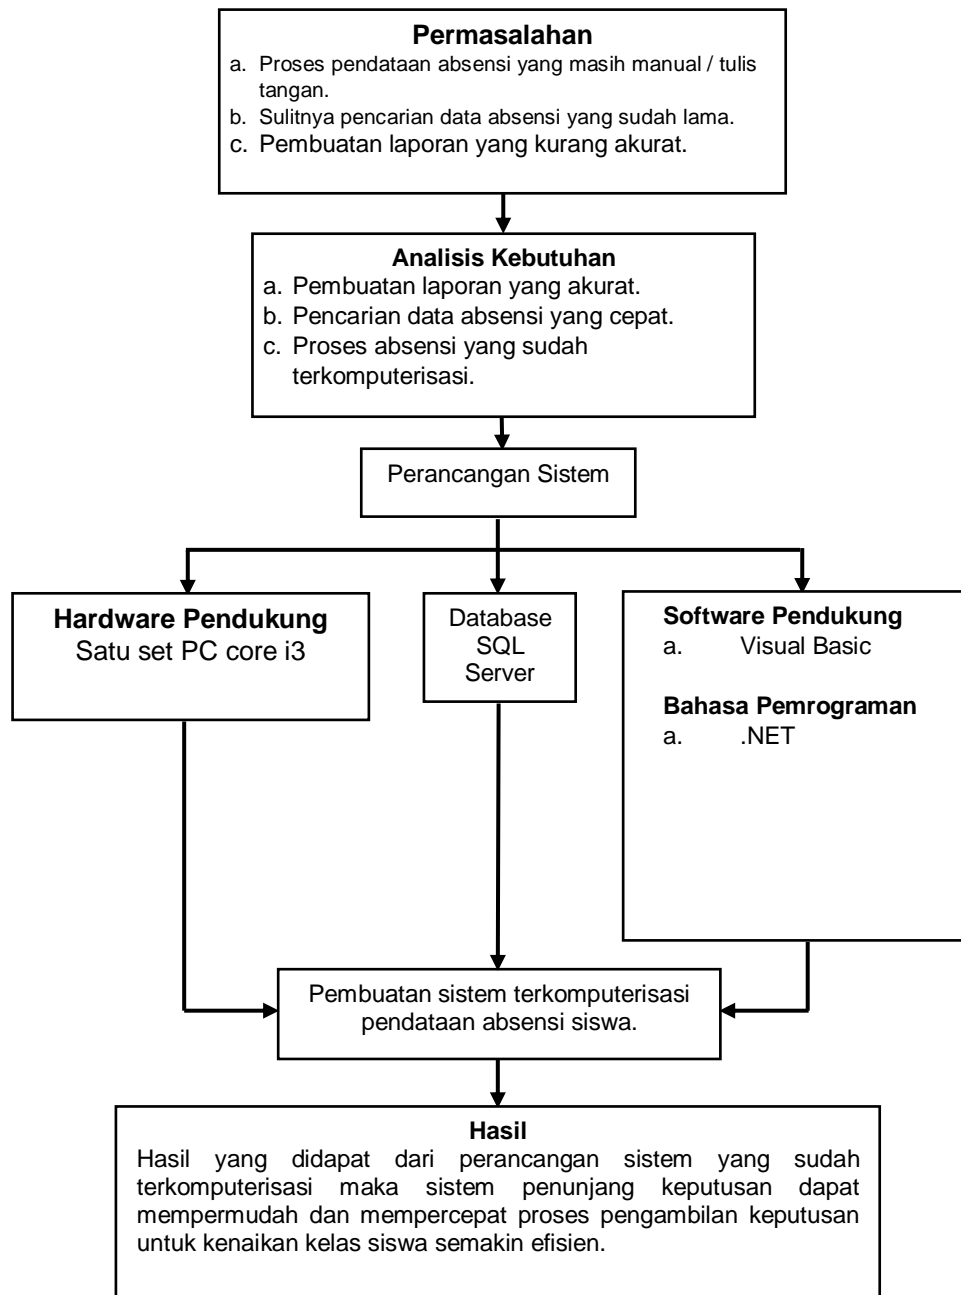 Permasalahan
a. Proses pendataan absensi yang masih manual / tulis
tangan.
b. Sulitnya pencarian data absensi yang sudah lama.
c. Pembuatan laporan yang kurang akurat.
Analisis Kebutuhan
a. Pembuatan laporan yang akurat.
b. Pencarian data absensi yang cepat.
c. Proses absensi yang sudah
terkomputerisasi.
Perancangan Sistem
Hardware Pendukung
Satu set PC core i3
Database
SQL
Server
Software Pendukung
a. Visual Basic
Bahasa Pemrograman
a. .NET
Pembuatan sistem terkomputerisasi
pendataan absensi siswa.
Hasil
Hasil yang didapat dari perancangan sistem yang sudah
terkomputerisasi maka sistem penunjang keputusan dapat
mempermudah dan mempercepat proses pengambilan keputusan
untuk kenaikan kelas siswa semakin efisien.